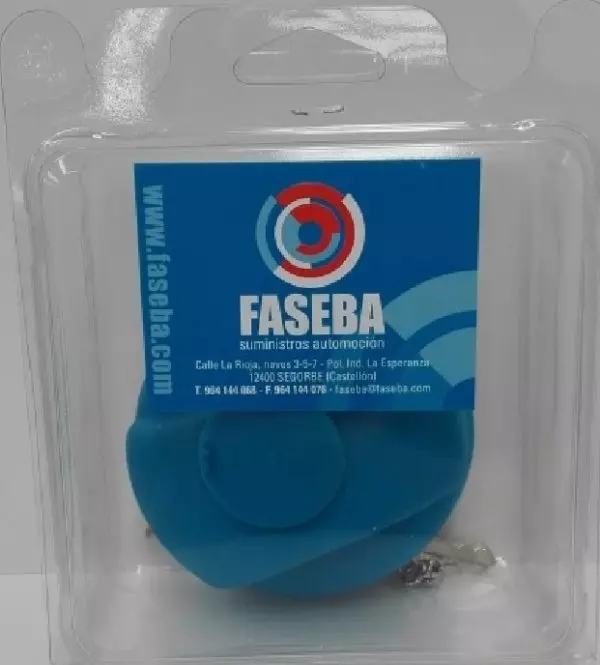 www.faseba.com
FASEBA
suministros automoción
Calle La Rioja, naves 3-5-7 - Pol. Ind. La Esperanza
12400 SEGORBE (Castellón)
T. 964 144 068 - F. 964 144 076 - faseba@faseba.com